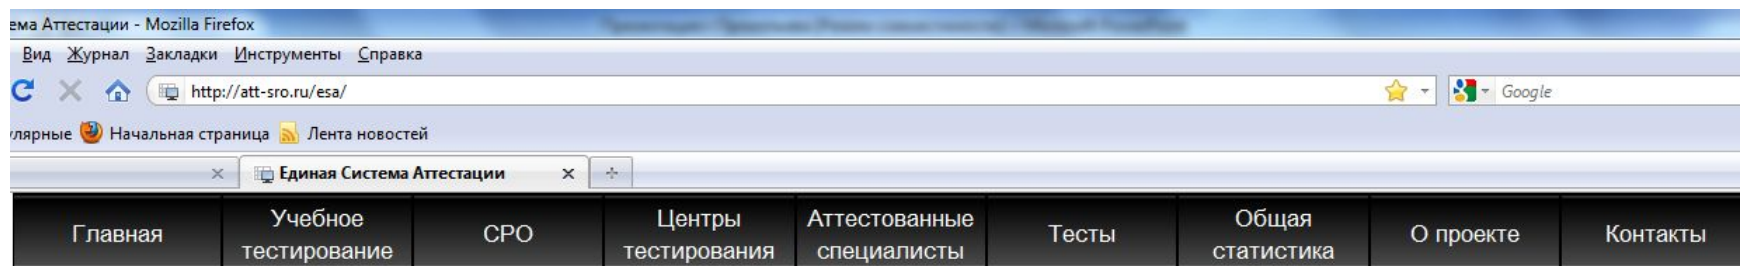 ема Аттестации - Mozilla Firefox
Вид Журнал Закладки Инструменты Справка
http://att-sro.ru/esa/ Google
лярные Начальная страница Лента новостей
Единая Система Аттестации
Главная
Учебное
тестирование
СРО
Центры
тестирования
Аттестованные
специалисты
Тесты
Общая
статистика
О проекте
Контакты